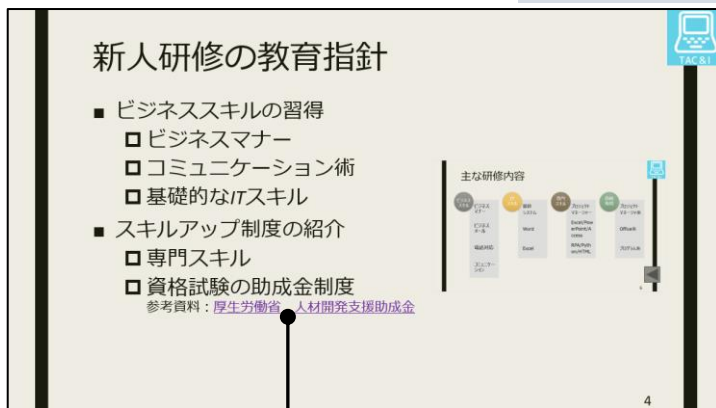 新人研修の教育指針
TAC&I
■ ビジネススキルの習得
ビジネスマナー
コミュニケーション術
基礎的なITスキル
■ スキルアップ制度の紹介
専門スキル
資格試験の助成金制度
参考資料：厚生労働省 人材開発支援助成金
主な研修内容
Word
Excel
電話対応
4